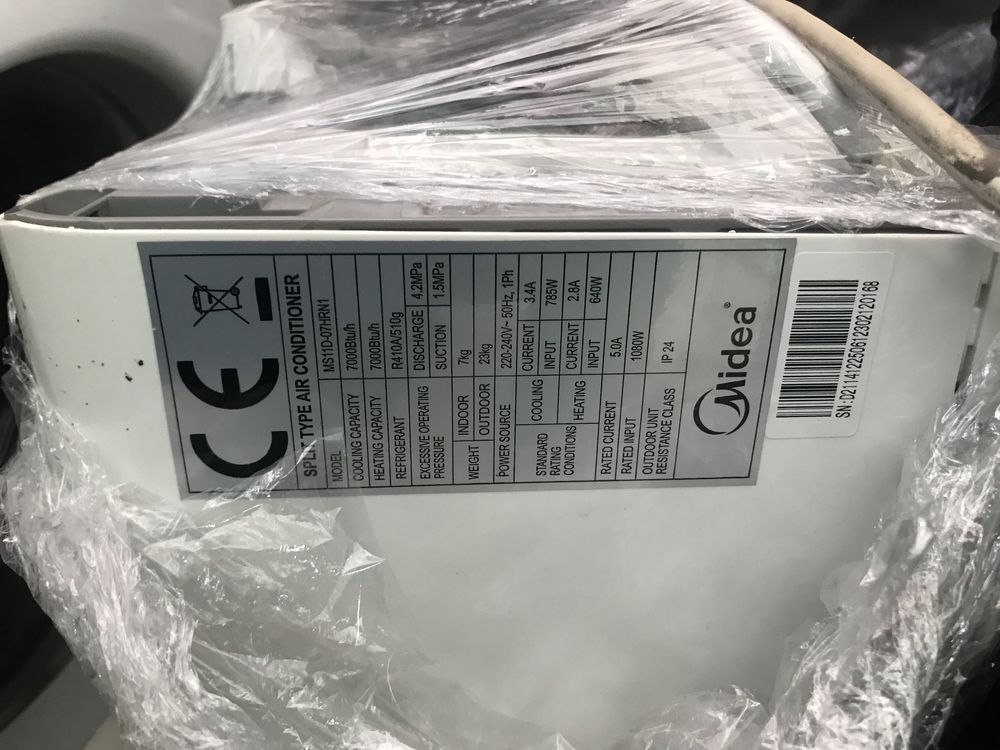 CE
SPLIT TYPE AIR CONDITIONER
MODEL MS11D-07HRN1
COOLING CAPACITY 7000Btu/h
HEATING CAPACITY 7000Btu/h
REFRIGERANT R410A/510g
EXCESSIVE OPERATING PRESSURE DISCHARGE 4.2MPa
SUCTION 1.5MPa
WEIGHT INDOOR 7kg
OUTDOOR 23kg
POWER SOURCE 220-240V~ 50Hz, 1Ph
STANDARD RATING CONDITIONS COOLING CURRENT 3.4A
INPUT 785W
HEATING CURRENT 2.8A
INPUT 640W
RATED CURRENT 5.0A
RATED INPUT 1080W
OUTDOOR UNIT RESISTANCE CLASS IP 24
Midea®
SN:D211412250612302120168